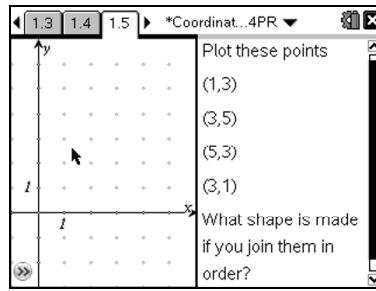 1.3 1.4 1.5 *Coordinat...4PR
y
1
1
x
Plot these points
(1,3)
(3,5)
(5,3)
(3,1)
What shape is made
if you join them in
order?